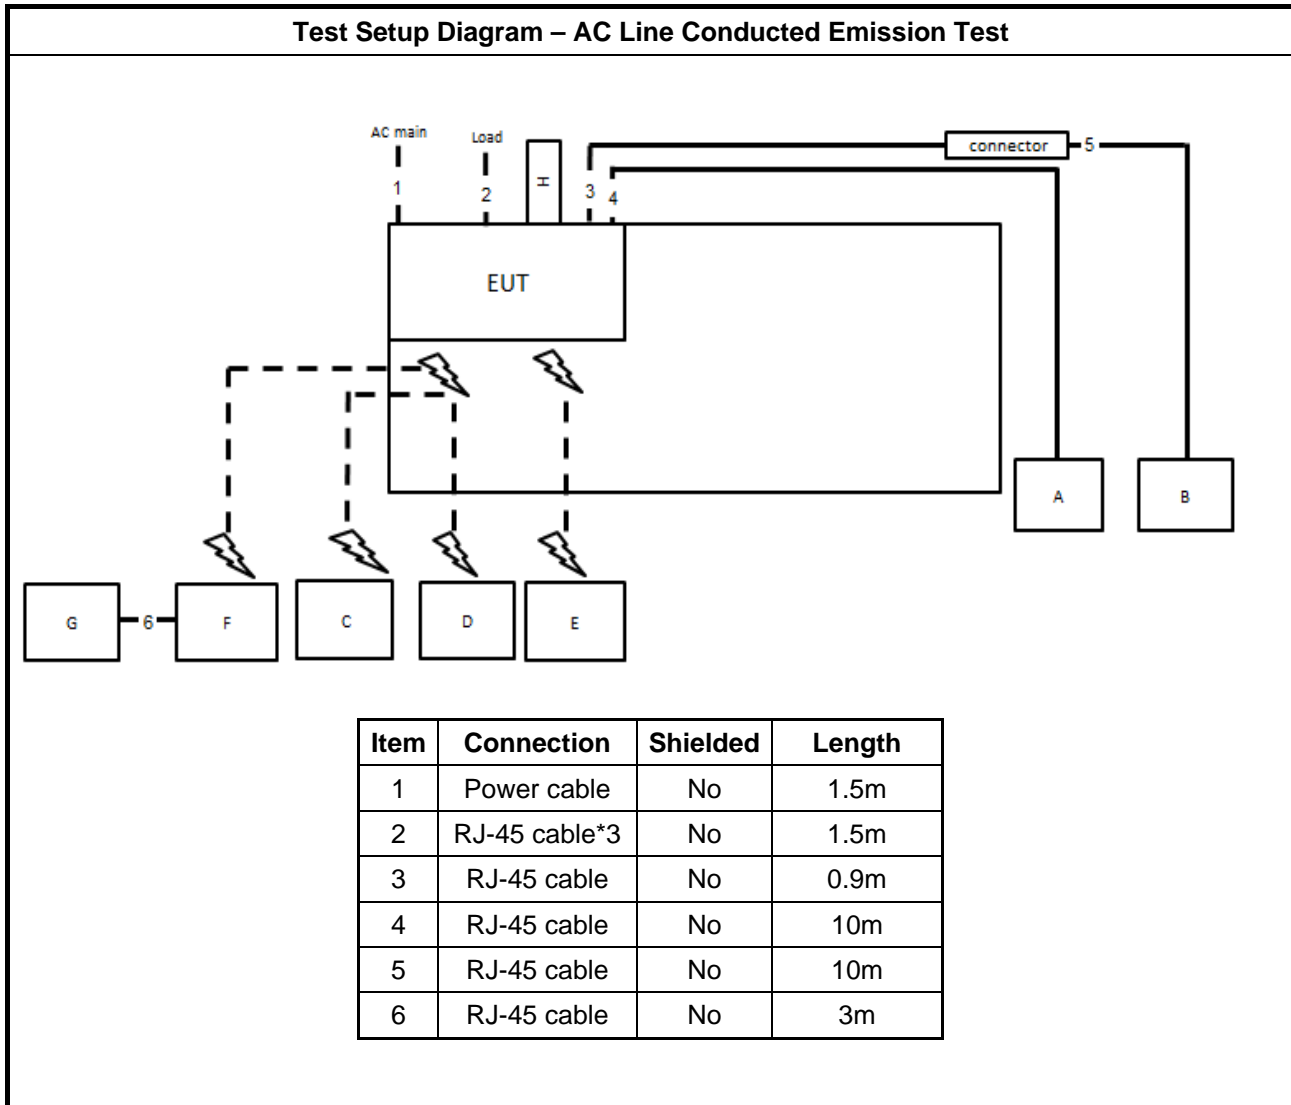 Test Setup Diagram – AC Line Conducted Emission Test
AC main
Load
connector
5
1
2
H
3
4
EUT
A
B
G
6
F
C
D
E
Item Connection Shielded Length
1 Power cable No 1.5m
2 RJ-45 cable*3 No 1.5m
3 RJ-45 cable No 0.9m
4 RJ-45 cable No 10m
5 RJ-45 cable No 10m
6 RJ-45 cable No 3m